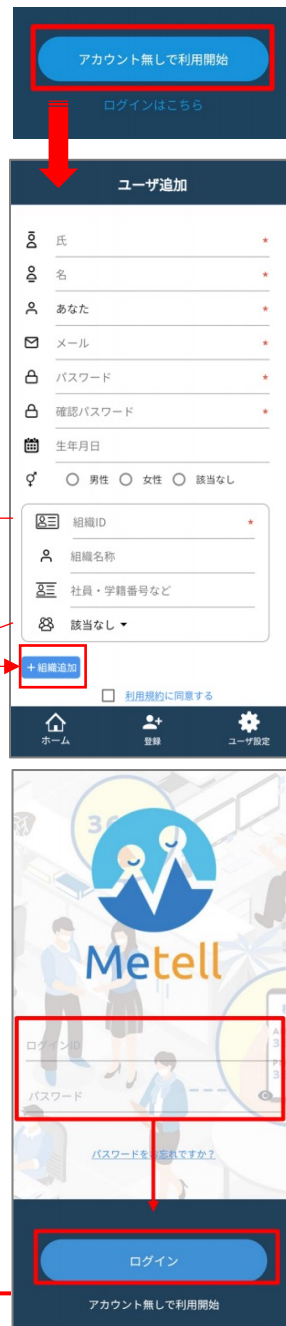 アカウント無しで利用開始
ログインはこちら
ユーザ追加
氏 *
名 *
あなた
メール *
パスワード *
確認パスワード *
生年月日
男性 女性 該当なし
組織ID *
組織名称
社員・学籍番号など
該当なし
+組織追加
利用規約に同意する
ホーム 登録 ユーザ設定
36
Metell
ログインID
パスワード
パスワードをお忘れですか？
ログイン
アカウント無しで利用開始